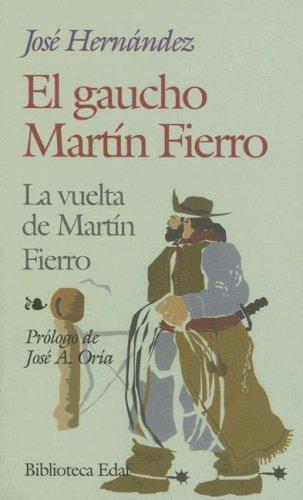 José Hernández
El gaucho
Martín Fierro
La vuelta
de Martín
Fierro
Prólogo de
José A. Oría
Biblioteca Edaf